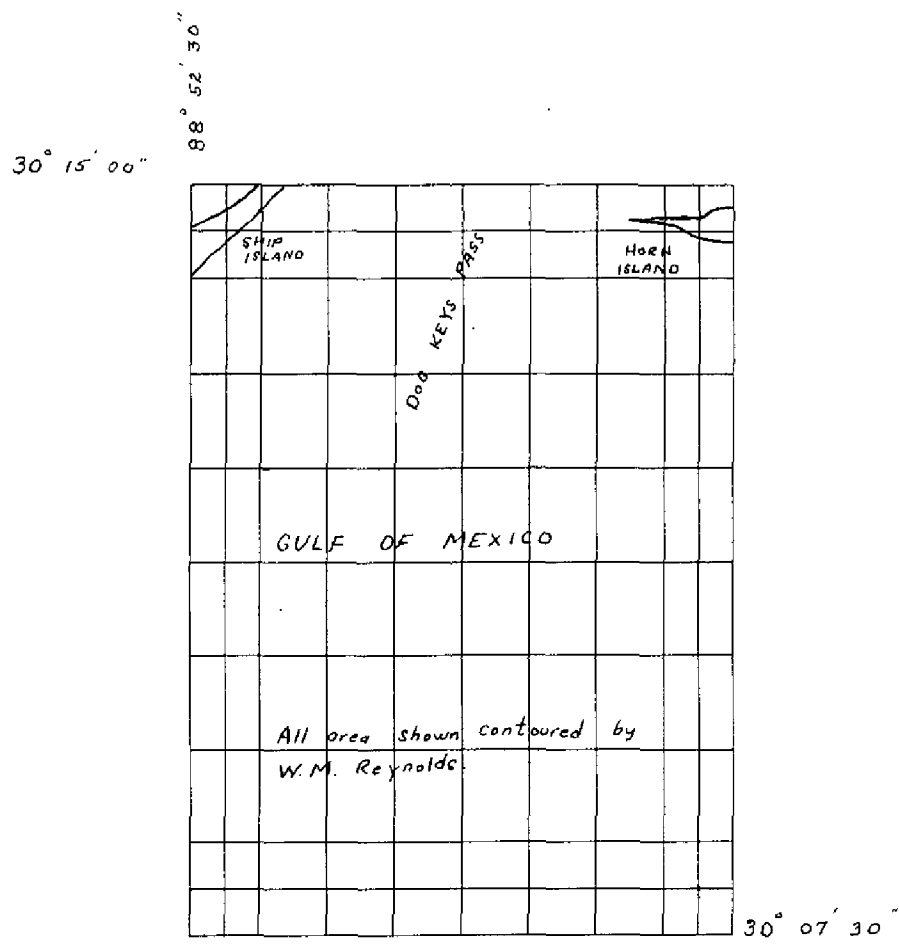 88° 52' 30"
30° 15' 00"
SHIP
ISLAND
HORN
ISLAND
DOG KEYS PASS
GULF OF MEXICO
All area shown contoured by
W.M. Reynolds.
30° 07' 30"